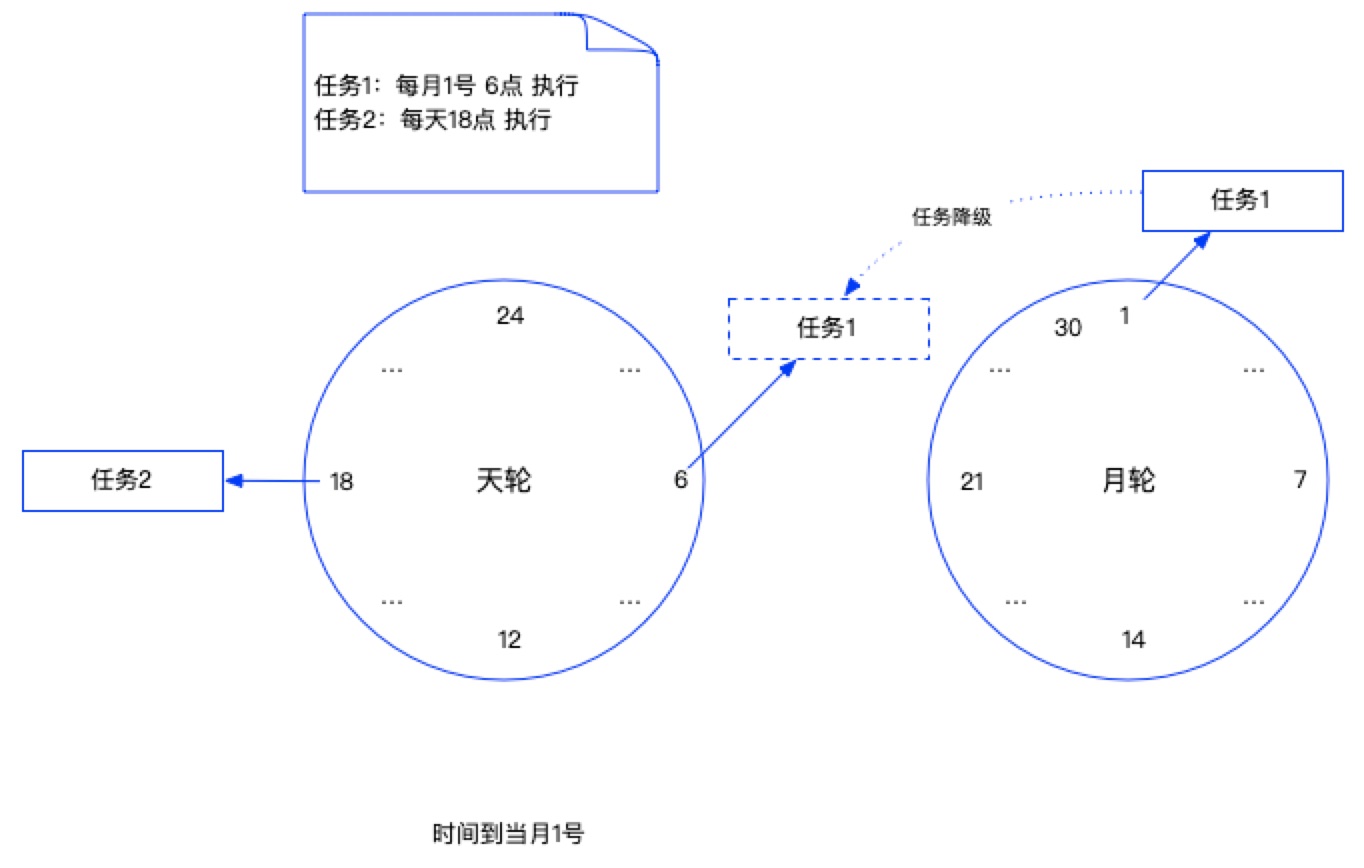 任务1：每月1号 6点 执行
任务2：每天18点 执行
任务1
任务降级
任务1
24
...
...
18
天轮
6
...
...
12
任务2
30
1
...
...
21
月轮
7
...
...
14
时间到当月1号